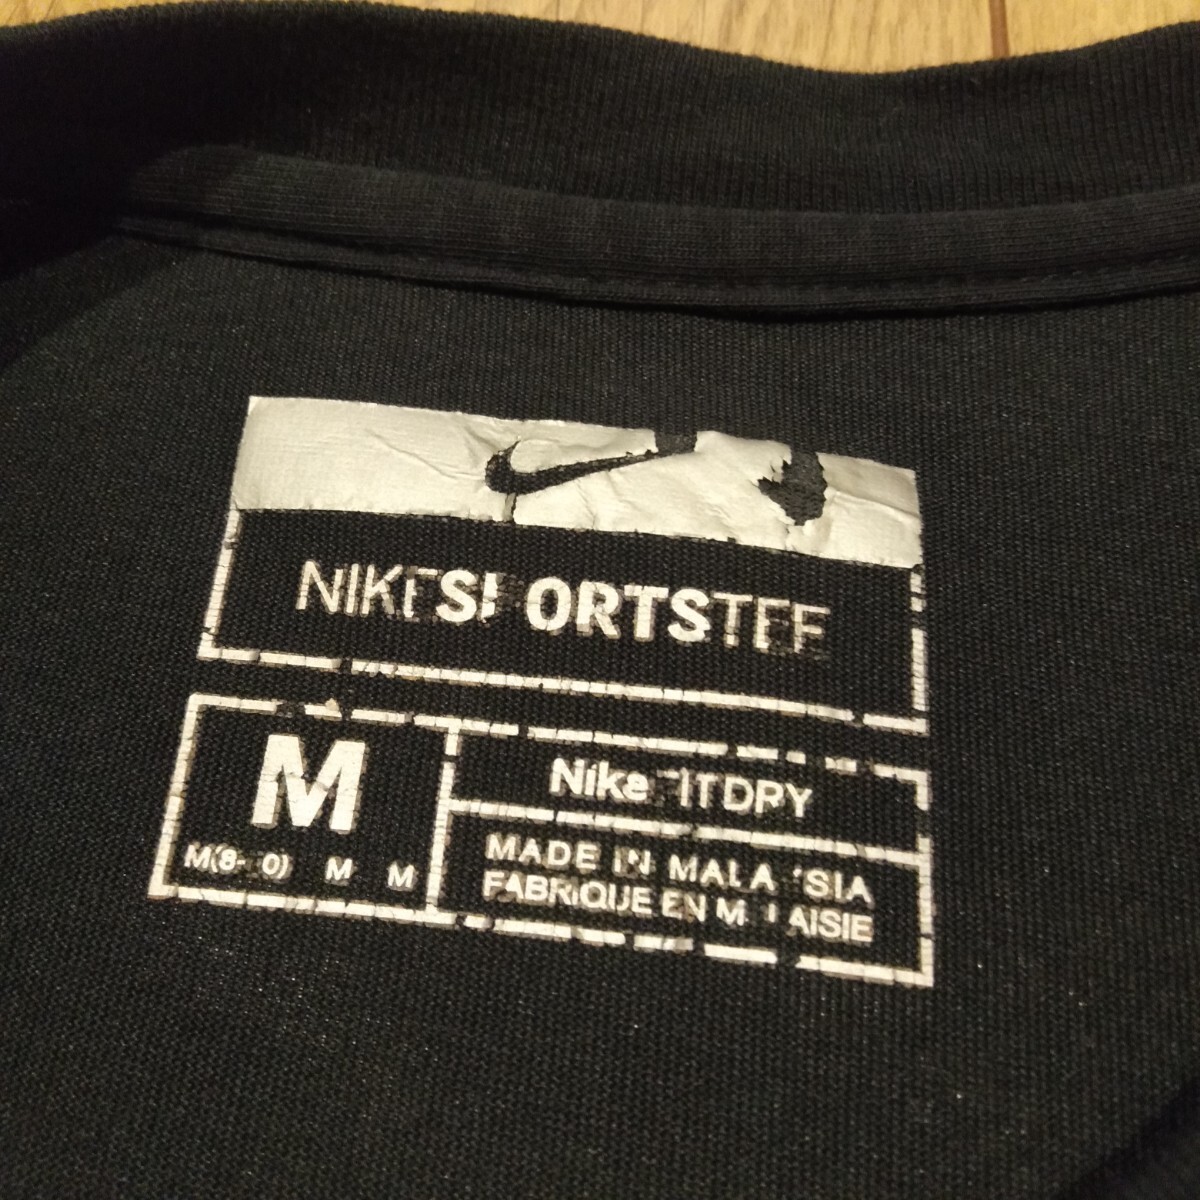 NIKESPORTSTEE
M
M(8-10) M M
NikeFITDRY
MADE IN MALAYSIA
FABRIQUE EN MALAISIE